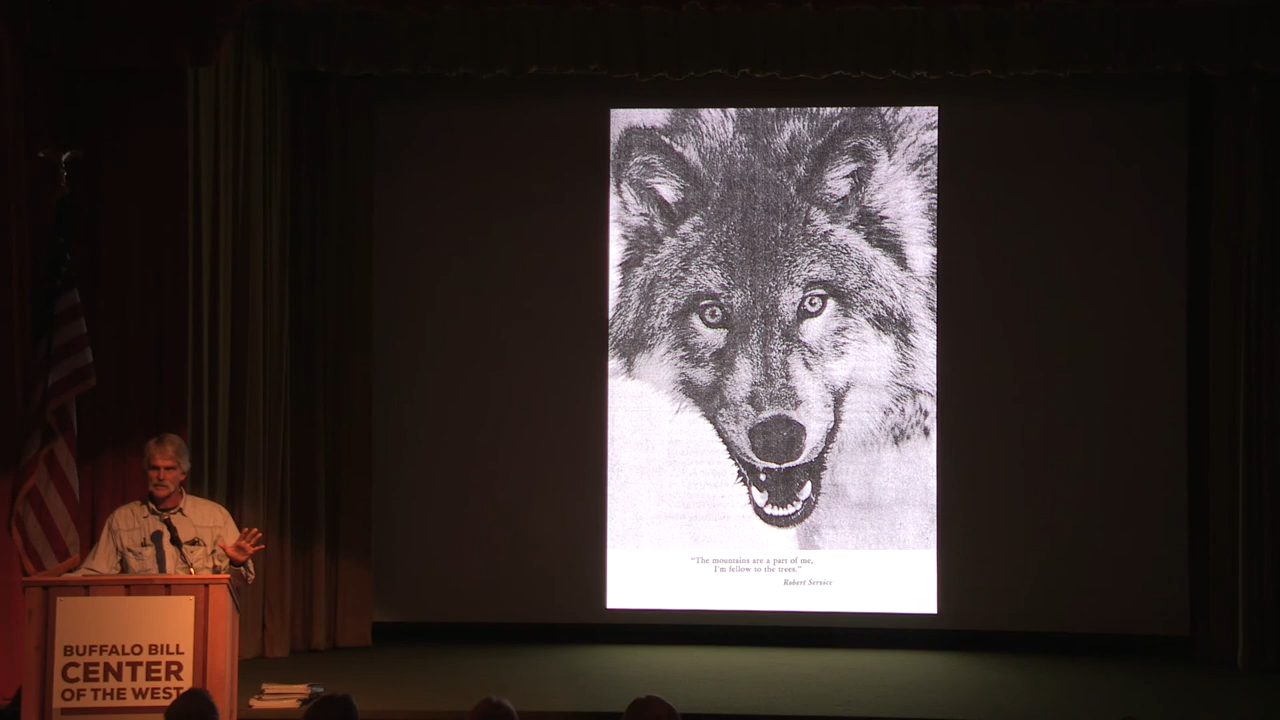 "The mountains are a part of me,
I'm fellow to the trees."
Robert Service
BUFFALO BILL
CENTER
OF THE WEST